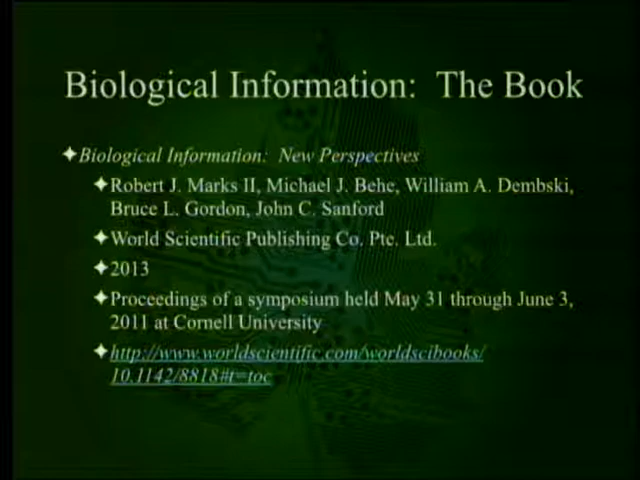 Biological Information: The Book
Biological Information: New Perspectives
Robert J. Marks II, Michael J. Behe, William A. Dembski,
Bruce L. Gordon, John C. Sanford
World Scientific Publishing Co. Pte. Ltd.
2013
Proceedings of a symposium held May 31 through June 3,
2011 at Cornell University
http://www.worldscientific.com/worldscibooks/
10.1142/8818#t=toc